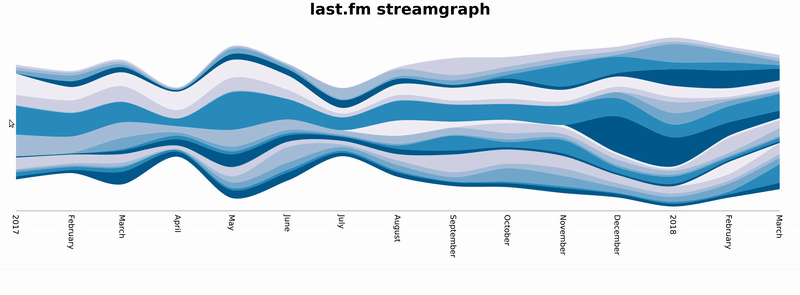 last.fm streamgraph
2017
February
March
April
May
June
July
August
September
October
November
December
2018
February
March